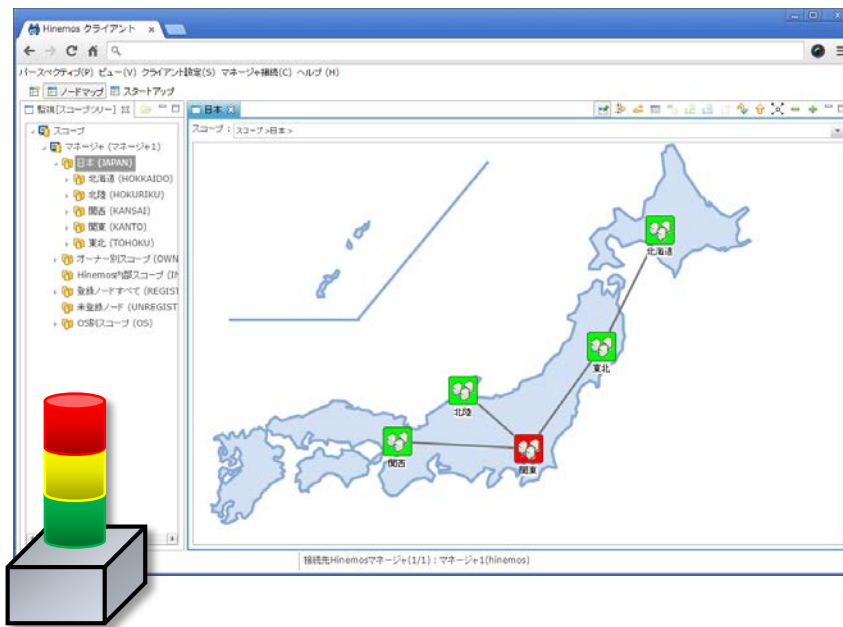 Hinemos クライアント
パースペクティブ(P) ビュー(V) クライアント設定(S) マネージャ接続(C) ヘルプ (H)
ノードマップ スタートアップ
監視[スコープツリー]
日本
スコープ : スコープ>日本>
スコープ
マネージャ (マネージャ1)
日本 (JAPAN)
北海道 (HOKKAIDO)
北陸 (HOKURIKU)
関西 (KANSAI)
関東 (KANTO)
東北 (TOHOKU)
オーナー別スコープ (OWN
Hinemos内部スコープ (IN
登録ノードすべて (REGIST
未登録ノード (UNREGIST
OS別スコープ (OS)
北海道
東北
北陸
関西
関東
接続先Hinemosマネージャ(1/1) : マネージャ1(hinemos)